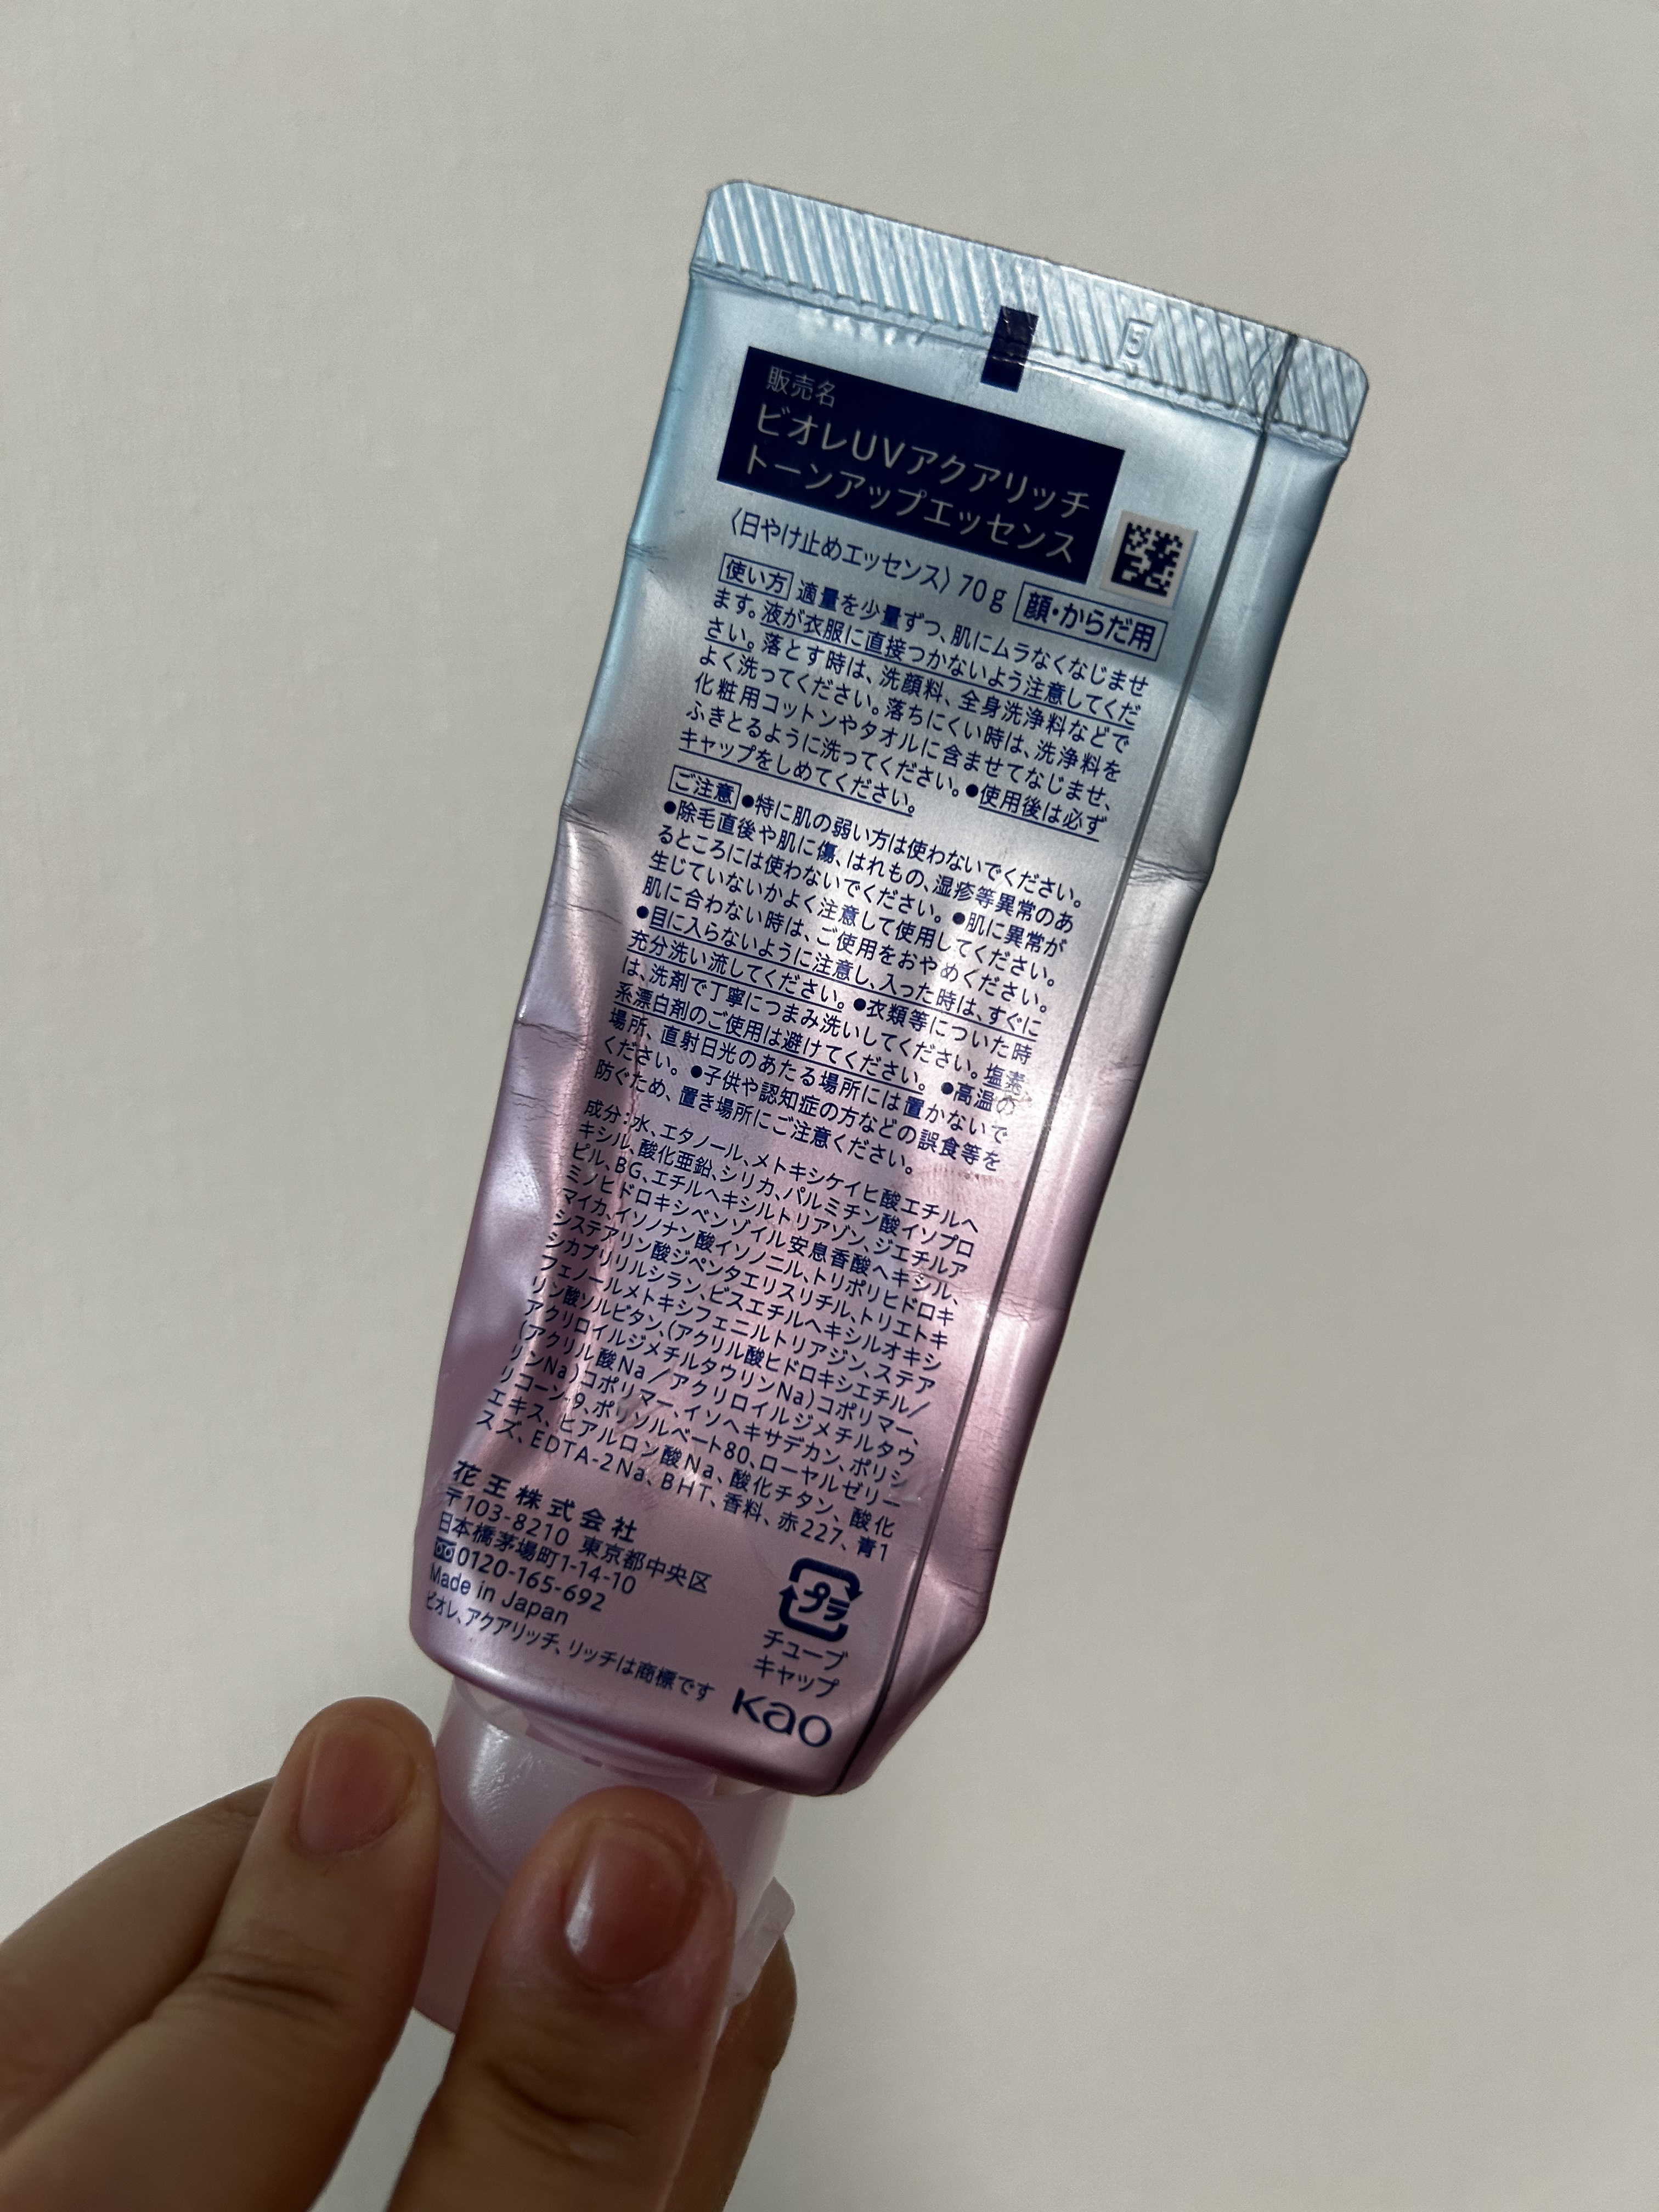 5
販売名
ビオレUVアクアリッチ
トーンアップエッセンス
〈日やけ止めエッセンス〉70g 顔・からだ用
使い方 適量を少量ずつ、肌にムラなくなじませ
ます。液が衣服に直接つかないよう注意してくだ
さい。落とす時は、洗顔料、全身洗浄料などで
よく洗ってください。落ちにくい時は、洗浄料を
化粧用コットンやタオルに含ませてなじませ、
ふきとるように洗ってください。●使用後は必ず
キャップをしめてください。
ご注意 ●特に肌の弱い方は使わないでください。
●除毛直後や肌に傷、はれもの、湿疹等異常のあ
るところには使わないでください。●肌に異常が
生じていないかよく注意して使用してください。
肌に合わない時は、ご使用をおやめください。
●目に入らないように注意し、入った時は、すぐに
充分洗い流してください。●衣類等についた時
は、洗剤で丁寧につまみ洗いしてください。塩素
系漂白剤のご使用は避けてください。●高温の
場所、直射日光のあたる場所には置かないで
ください。●子供や認知症の方などの誤食等を
防ぐため、置き場所にご注意ください。
成分:水、エタノール、メトキシケイヒ酸エチルヘ
キシル、酸化亜鉛、シリカ、パルミチン酸イソプロ
ピル、BG、エチルヘキシルトリアゾン、ジエチルア
ミノヒドロキシベンゾイル安息香酸ヘキシル、
マイカ、イソノナン酸イソノニル、トリポリヒドロキ
システアリン酸ジペンタエリスリチル、トリエトキ
シカプリリルシラン、ビスエチルヘキシルオキシ
フェノールメトキシフェニルトリアジン、ステア
リン酸ソルビタン、(アクリル酸ヒドロキシエチル/
アクリロイルジメチルタウリンNa)コポリマー、
(アクリル酸Na/アクリロイルジメチルタウ
リンNa)コポリマー、イソヘキサデカン、ポリシ
リコーン-9、ポリソルベート80、ローヤルゼリー
エキス、ヒアルロン酸Na、酸化チタン、酸化
スズ、EDTA-2Na、BHT、香料、赤227、青1
花王株式会社
〒103-8210 東京都中央区
日本橋茅場町1-14-10
0120-165-692
Made in Japan
ビオレ、アクアリッチ、リッチは商標です
プラ
チューブ
キャップ
Kao